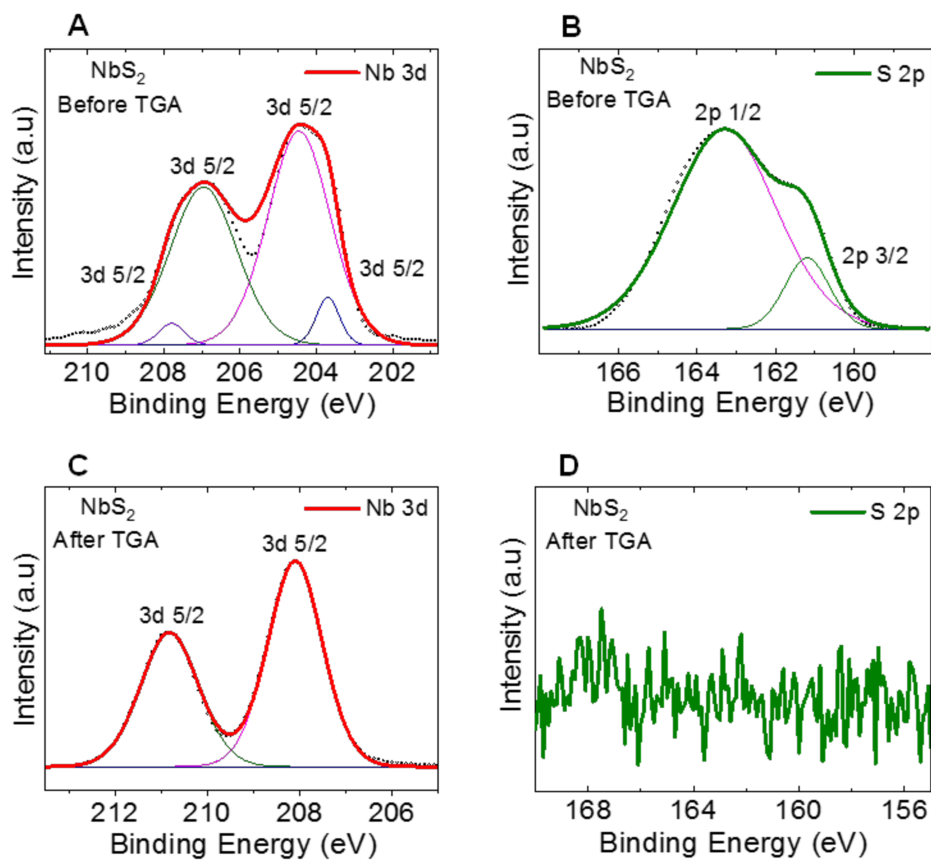 A
NbS2
Before TGA
Nb 3d
3d 5/2
3d 5/2
3d 5/2
3d 5/2
Intensity (a.u)
210 208 206 204 202
Binding Energy (eV)
B
NbS2
Before TGA
S 2p
2p 1/2
2p 3/2
Intensity (a.u)
166 164 162 160
Binding Energy (eV)
C
NbS2
After TGA
Nb 3d
3d 5/2
3d 5/2
Intensity (a.u)
212 210 208 206
Binding Energy (eV)
D
NbS2
After TGA
S 2p
Intensity (a.u)
168 164 160 156
Binding Energy (eV)